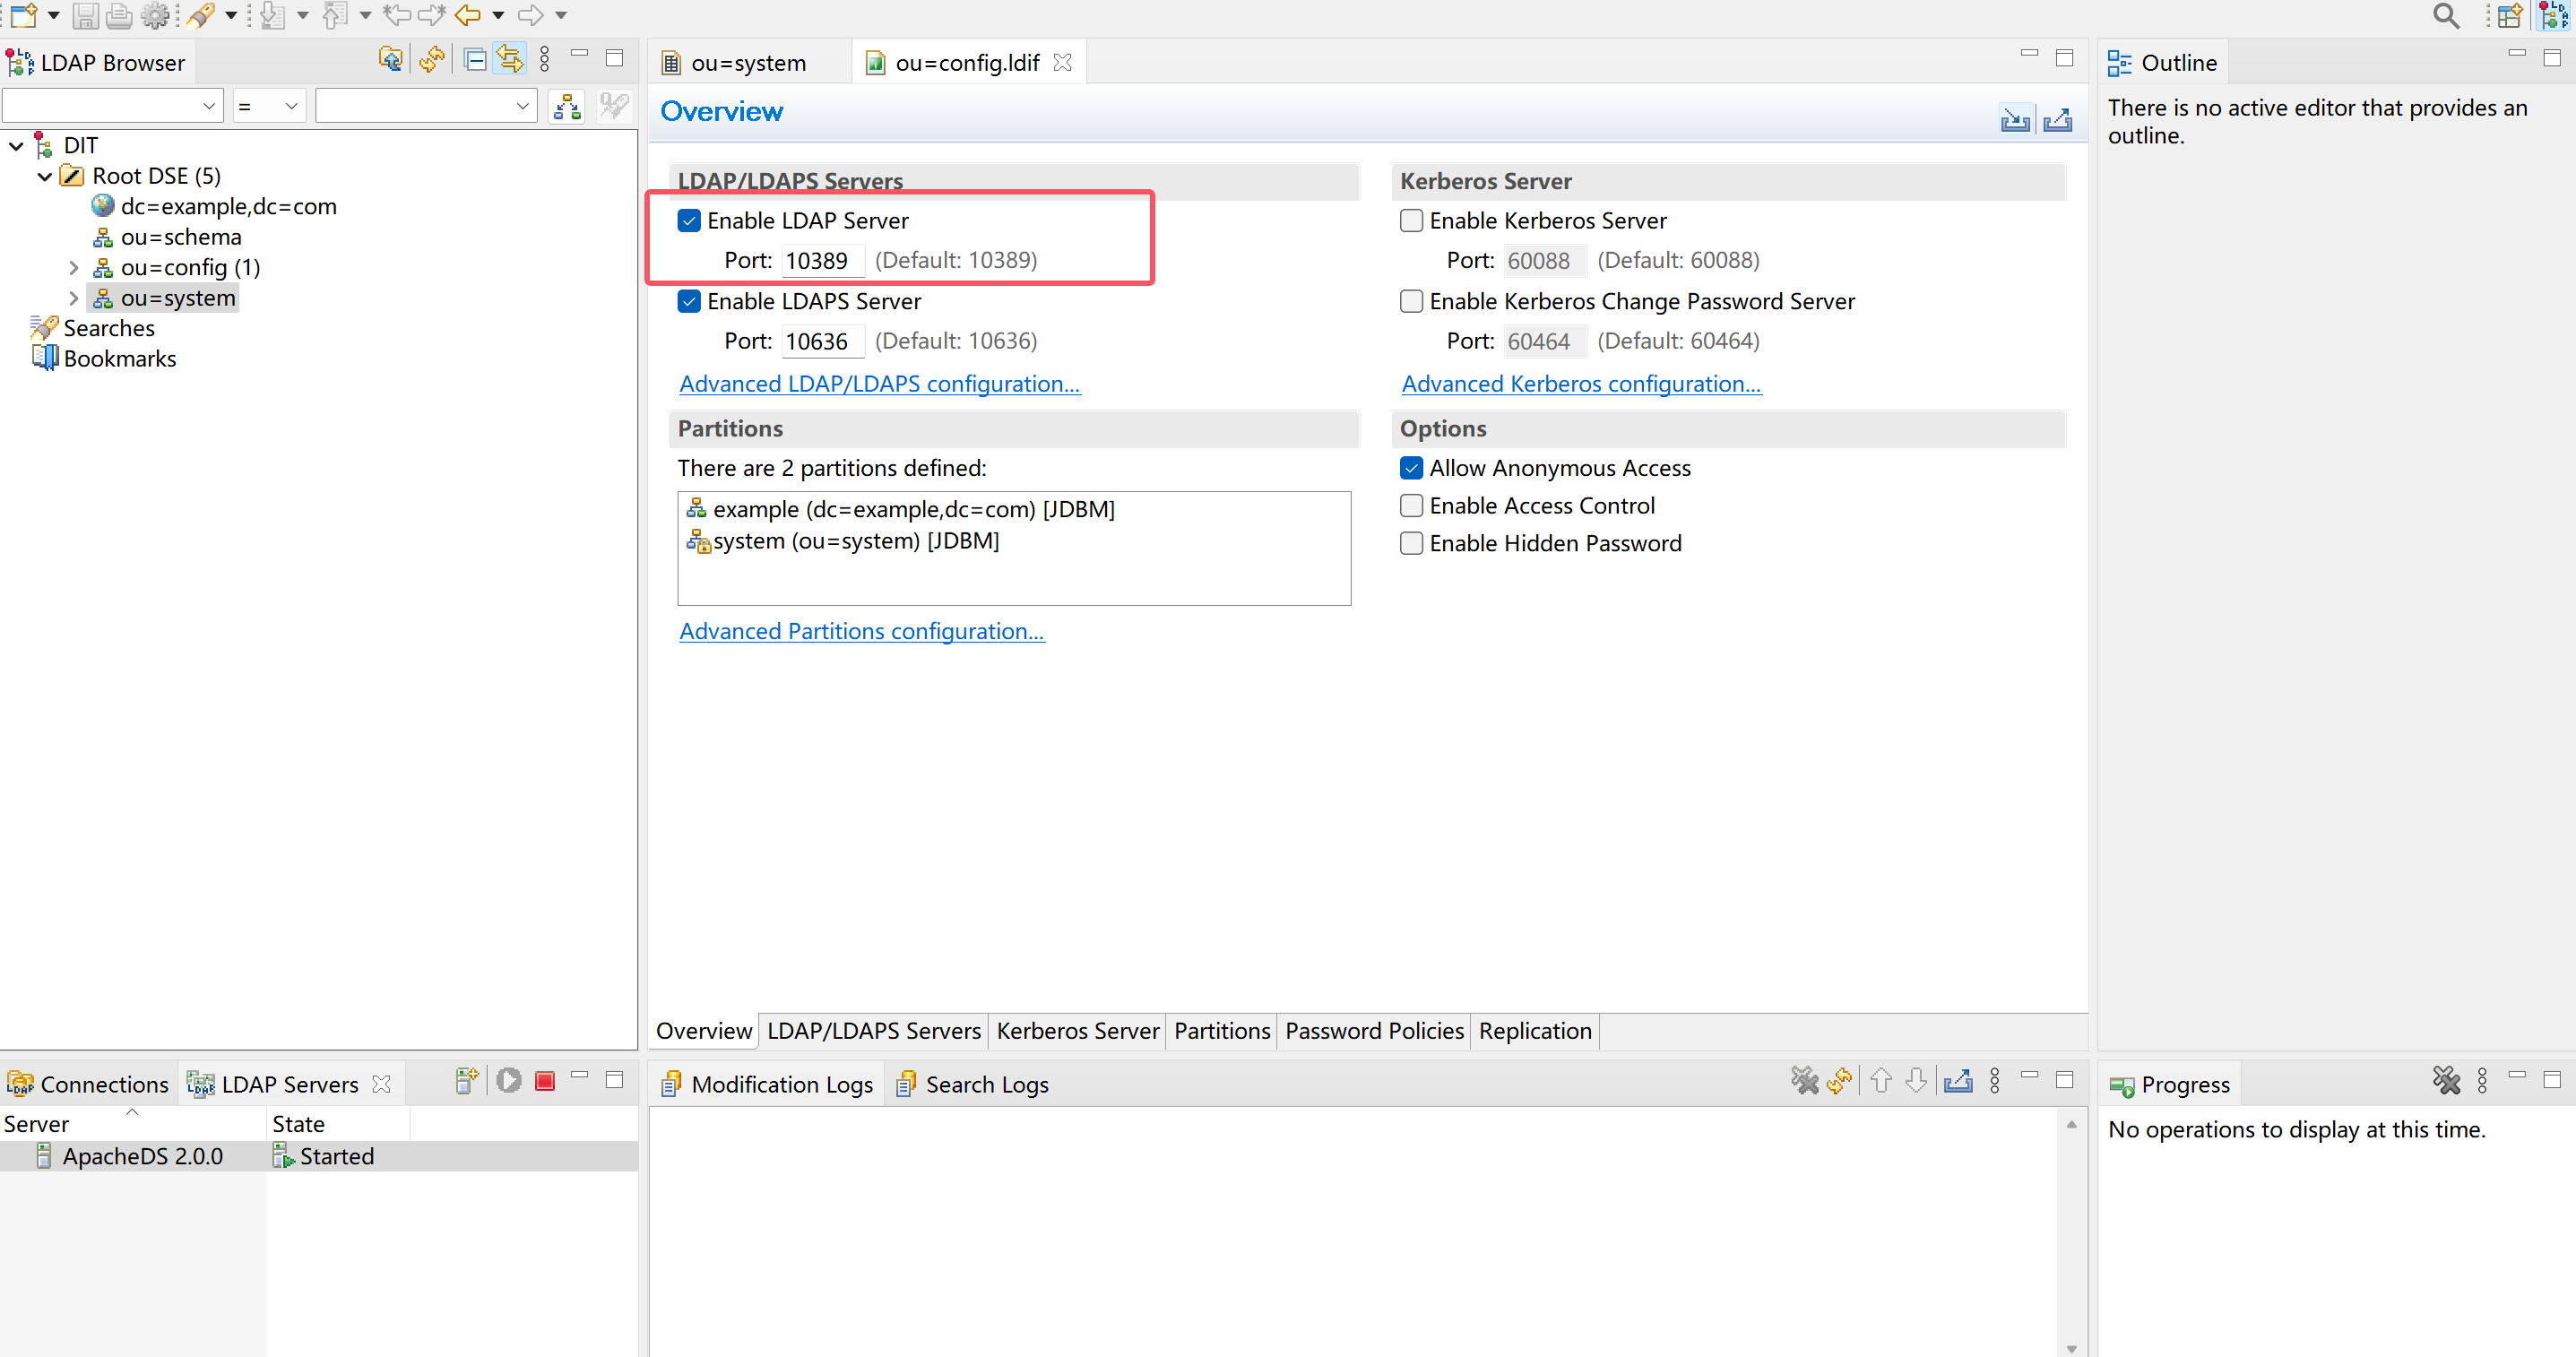 LDAP Browser
=
DIT
Root DSE (5)
dc=example,dc=com
ou=schema
ou=config (1)
ou=system
Searches
Bookmarks
ou=system
ou=config.ldif
Overview
LDAP/LDAPS Servers
Enable LDAP Server
Port: 10389 (Default: 10389)
Enable LDAPS Server
Port: 10636 (Default: 10636)
Advanced LDAP/LDAPS configuration...
Partitions
There are 2 partitions defined:
example (dc=example,dc=com) [JDBM]
system (ou=system) [JDBM]
Advanced Partitions configuration...
Kerberos Server
Enable Kerberos Server
Port: 60088 (Default: 60088)
Enable Kerberos Change Password Server
Port: 60464 (Default: 60464)
Advanced Kerberos configuration...
Options
Allow Anonymous Access
Enable Access Control
Enable Hidden Password
Overview LDAP/LDAPS Servers Kerberos Server Partitions Password Policies Replication
Outline
There is no active editor that provides an
outline.
Connections LDAP Servers
Server State
ApacheDS 2.0.0 Started
Modification Logs Search Logs
Progress
No operations to display at this time.